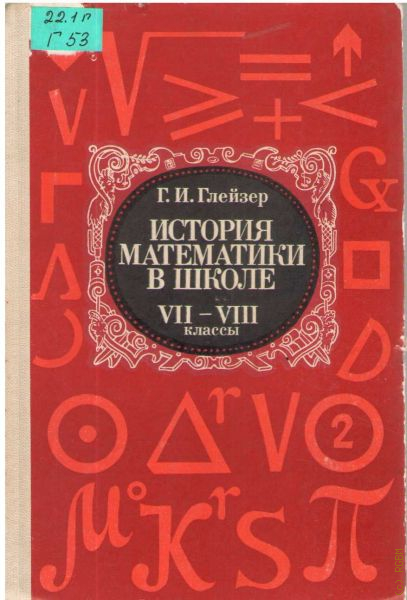 22.1г
Г 53
Г. И. Глейзер
ИСТОРИЯ
МАТЕМАТИКИ
В ШКОЛЕ
VII – VIII
классы